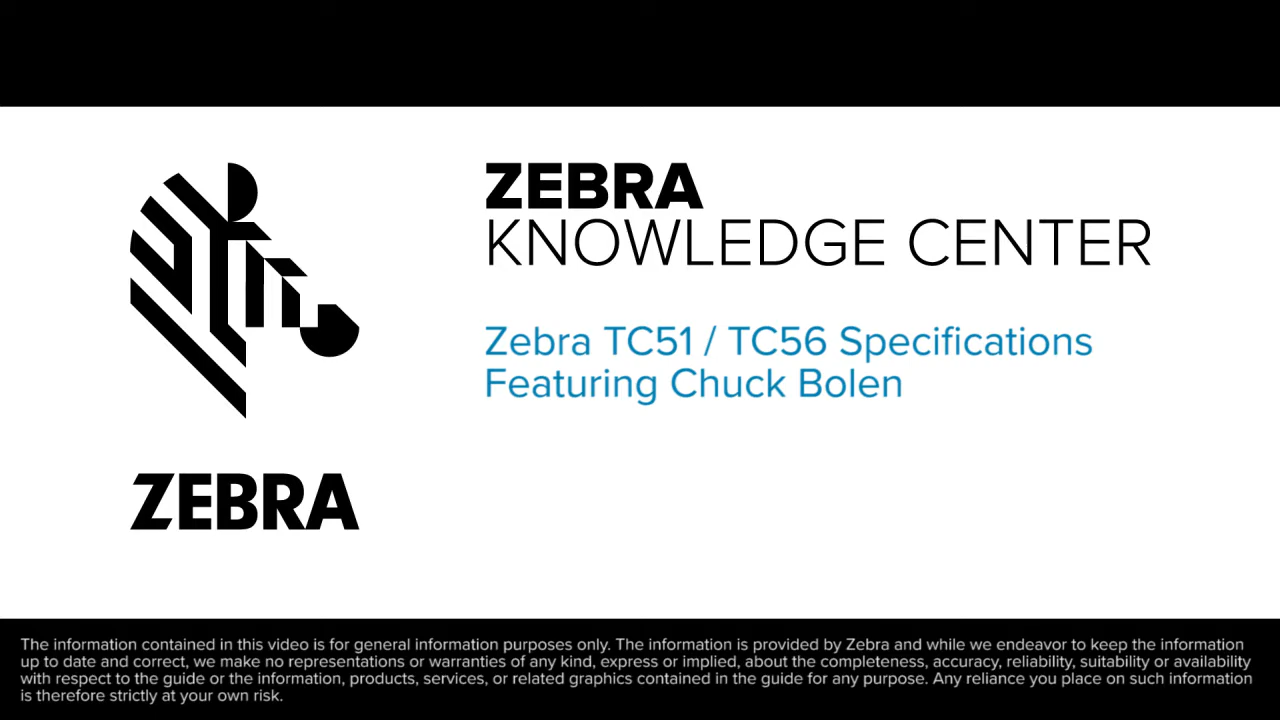 ZEBRA
KNOWLEDGE CENTER
Zebra TC51 / TC56 Specifications
Featuring Chuck Bolen
ZEBRA
The information contained in this video is for general information purposes only. The information is provided by Zebra and while we endeavor to keep the information
up to date and correct, we make no representations or warranties of any kind, express or implied, about the completeness, accuracy, reliability, suitability or availability
with respect to the guide or the information, products, services, or related graphics contained in the guide for any purpose. Any reliance you place on such information
is therefore strictly at your own risk.